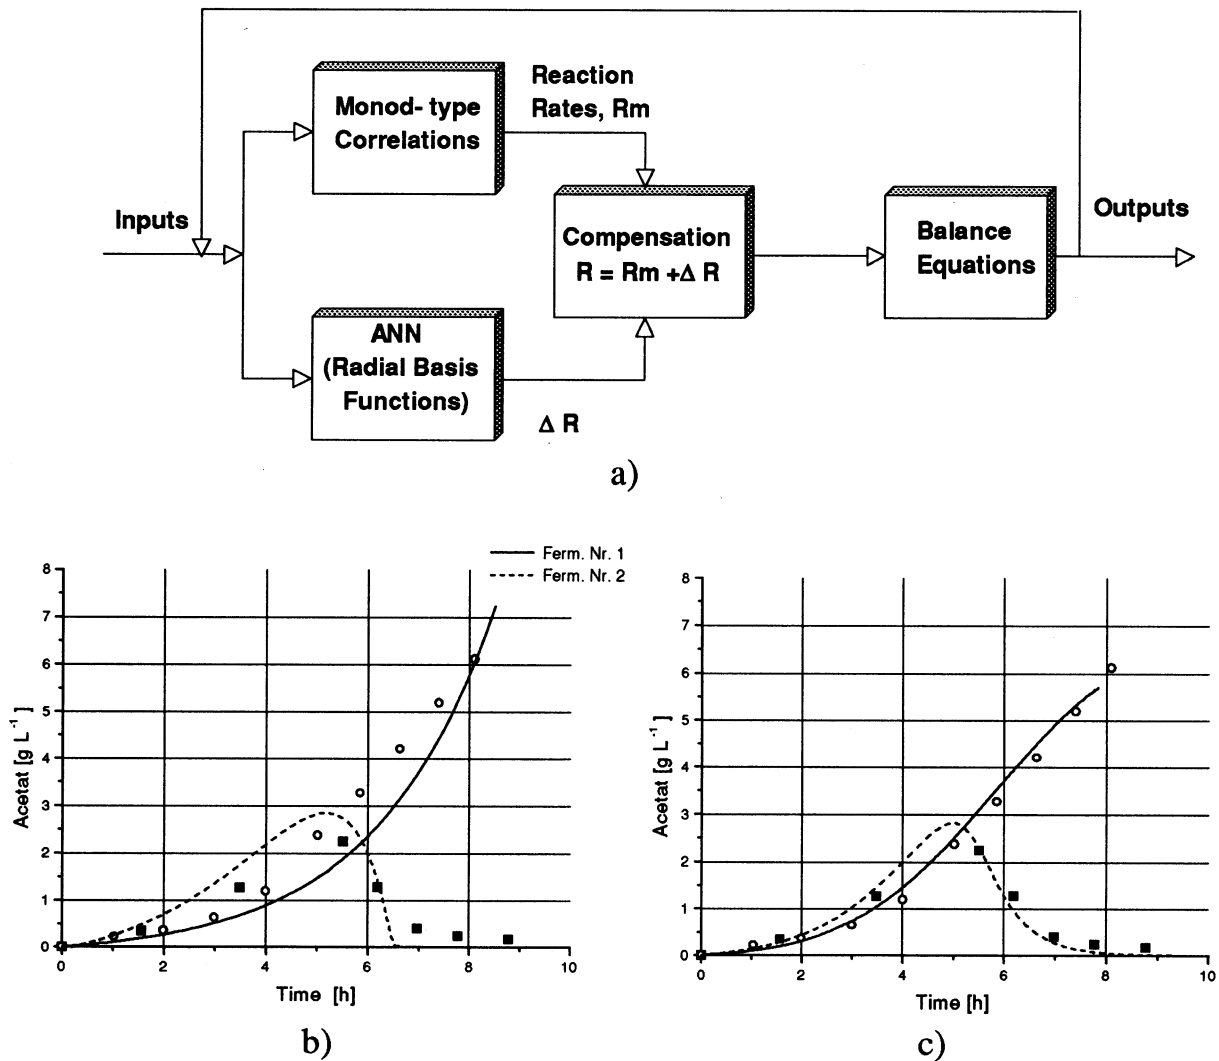 Reaction
Rates, Rm
Monod- type
Correlations
Inputs
Compensation
R = Rm +Δ R
Balance
Equations
Outputs
ANN
(Radial Basis
Functions)
Δ R
a)
Ferm. Nr. 1
Ferm. Nr. 2
8
7
6
5
4
3
2
1
0
Acetat [g L⁻¹]
0 2 4 6 8 10
Time [h]
b)
8
7
6
5
4
3
2
1
0
Acetat [g L⁻¹]
0 2 4 6 8 10
Time [h]
c)